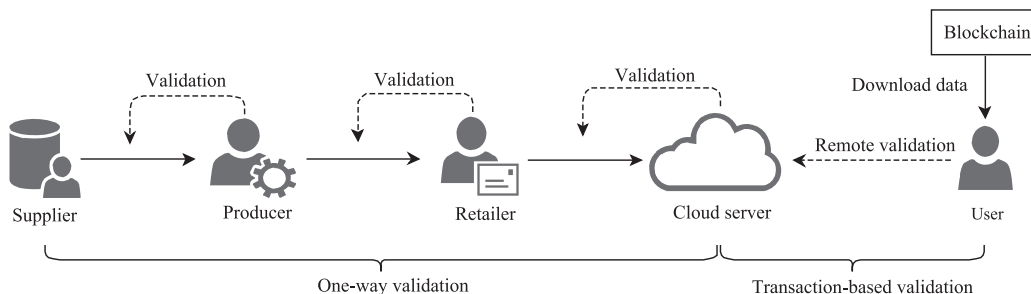 Blockchain
Validation
Validation
Validation
Download data
Remote validation
Supplier
Producer
Retailer
Cloud server
User
One-way validation
Transaction-based validation